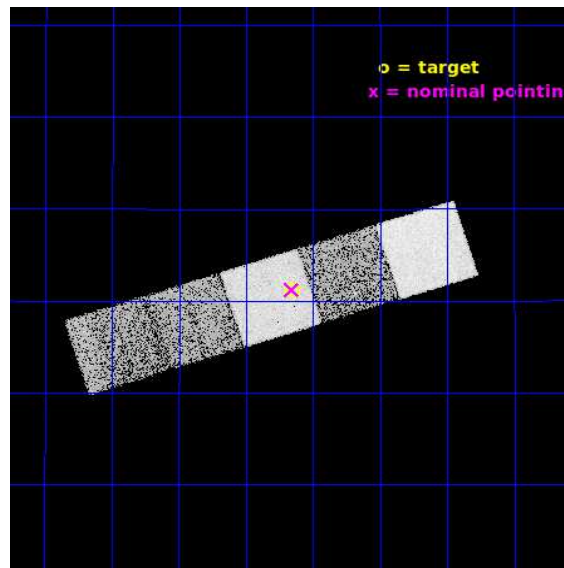 o = target
x = nominal pointin